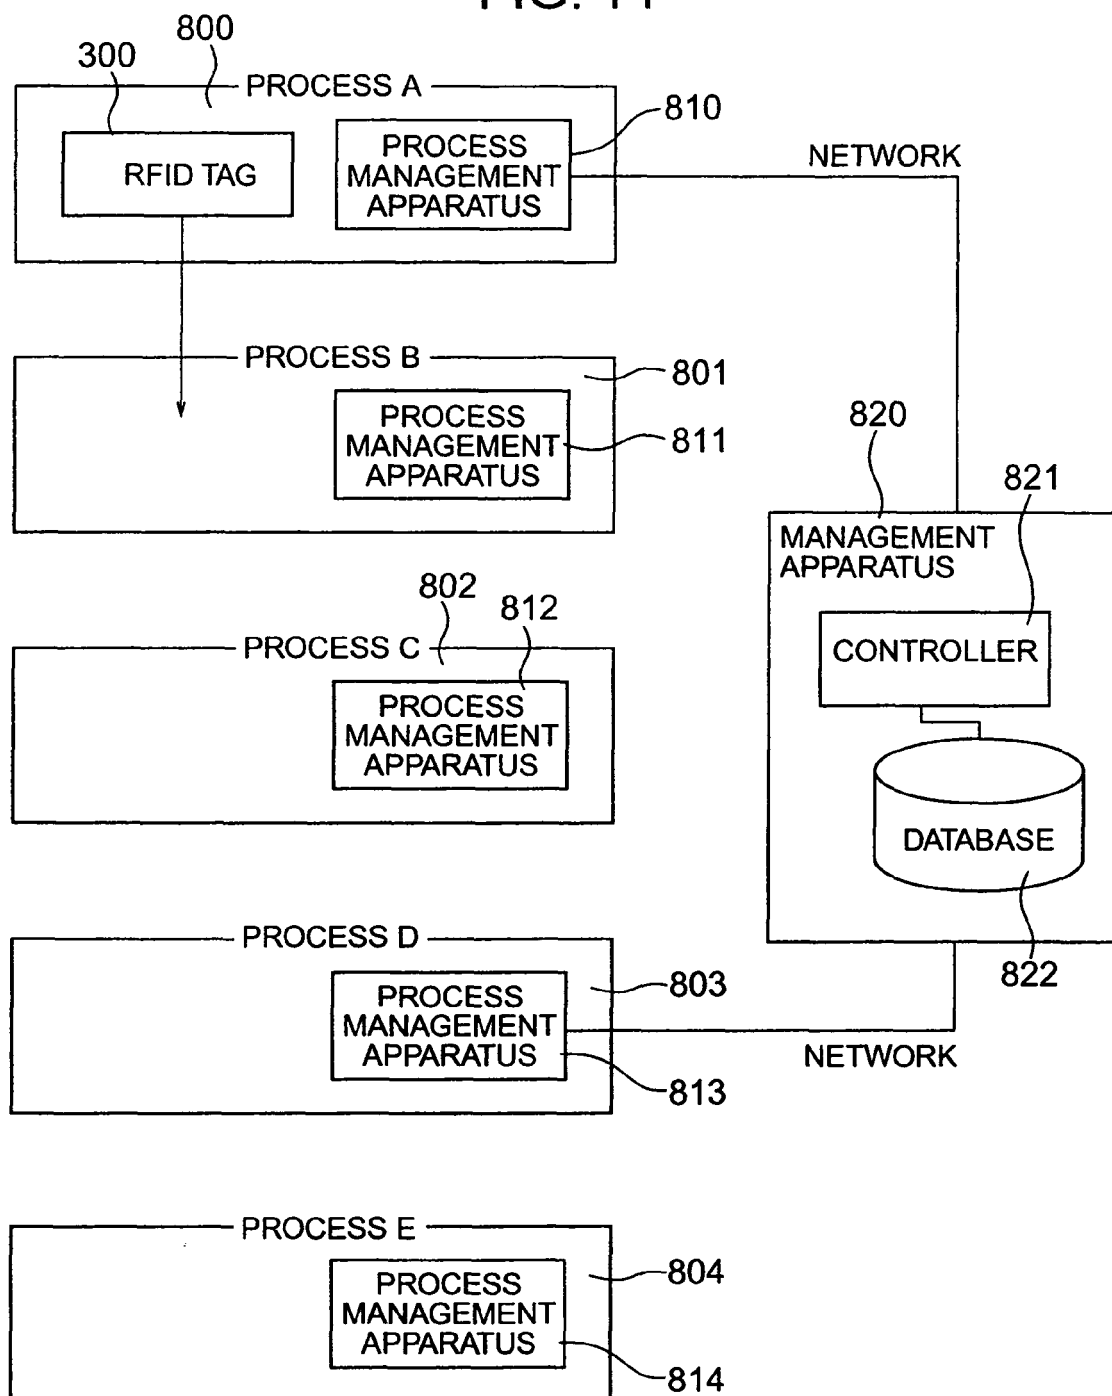 800
300
PROCESS A
810
RFID TAG
PROCESS
MANAGEMENT
APPARATUS
NETWORK
PROCESS B
801
PROCESS
MANAGEMENT
APPARATUS
811
820
821
MANAGEMENT
APPARATUS
CONTROLLER
DATABASE
822
802
812
PROCESS C
PROCESS
MANAGEMENT
APPARATUS
PROCESS D
803
PROCESS
MANAGEMENT
APPARATUS
813
NETWORK
PROCESS E
804
PROCESS
MANAGEMENT
APPARATUS
814